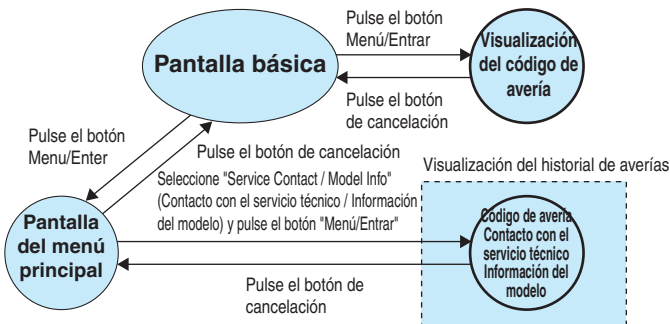 Pulse el botón
Menú/Entrar
Pantalla básica
Visualización
del código de
avería
Pulse el botón
de cancelación
Pulse el botón
Menu/Enter
Pulse el botón de cancelación
Seleccione "Service Contact / Model Info"
(Contacto con el servicio técnico / Información
del modelo) y pulse el botón "Menú/Entrar"
Visualización del historial de averías
Pantalla
del menú
principal
Código de avería
Contacto con el
servicio técnico
Información del
modelo
Pulse el botón de
cancelación